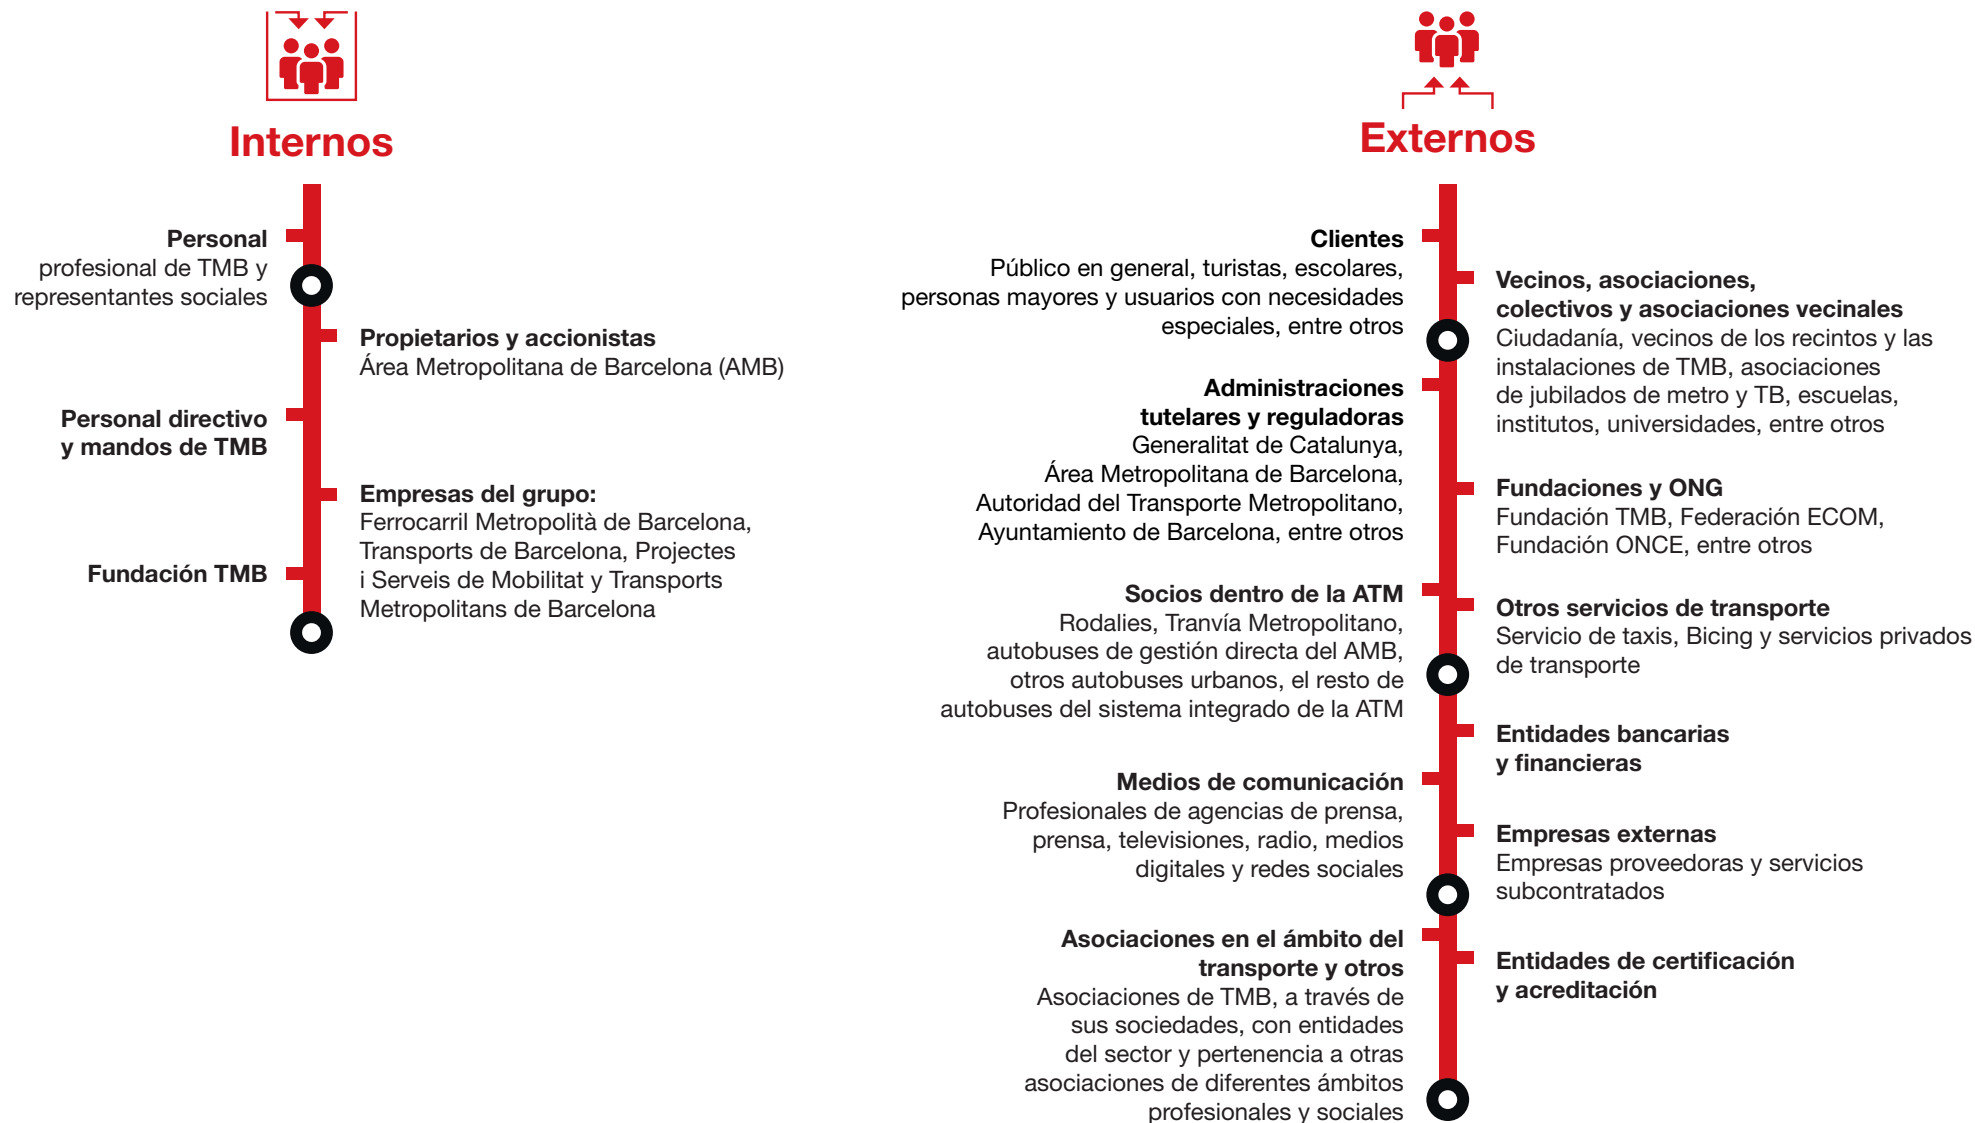 Internos
Personal
profesional de TMB y
representantes sociales
Propietarios y accionistas
Área Metropolitana de Barcelona (AMB)
Personal directivo
y mandos de TMB
Empresas del grupo:
Ferrocarril Metropolità de Barcelona,
Transports de Barcelona, Projectes
i Serveis de Mobilitat y Transports
Metropolitans de Barcelona
Fundación TMB
Externos
Clientes
Público en general, turistas, escolares,
personas mayores y usuarios con necesidades
especiales, entre otros
Vecinos, asociaciones,
colectivos y asociaciones vecinales
Ciudadanía, vecinos de los recintos y las
instalaciones de TMB, asociaciones
de jubilados de metro y TB, escuelas,
institutos, universidades, entre otros
Administraciones
tutelares y reguladoras
Generalitat de Catalunya,
Área Metropolitana de Barcelona,
Autoridad del Transporte Metropolitano,
Ayuntamiento de Barcelona, entre otros
Fundaciones y ONG
Fundación TMB, Federación ECOM,
Fundación ONCE, entre otros
Socios dentro de la ATM
Rodalies, Tranvía Metropolitano,
autobuses de gestión directa del AMB,
otros autobuses urbanos, el resto de
autobuses del sistema integrado de la ATM
Otros servicios de transporte
Servicio de taxis, Bicing y servicios privados
de transporte
Entidades bancarias
y financieras
Medios de comunicación
Profesionales de agencias de prensa,
prensa, televisiones, radio, medios
digitales y redes sociales
Empresas externas
Empresas proveedoras y servicios
subcontratados
Asociaciones en el ámbito del
transporte y otros
Asociaciones de TMB, a través de
sus sociedades, con entidades
del sector y pertenencia a otras
asociaciones de diferentes ámbitos
profesionales y sociales
Entidades de certificación
y acreditación